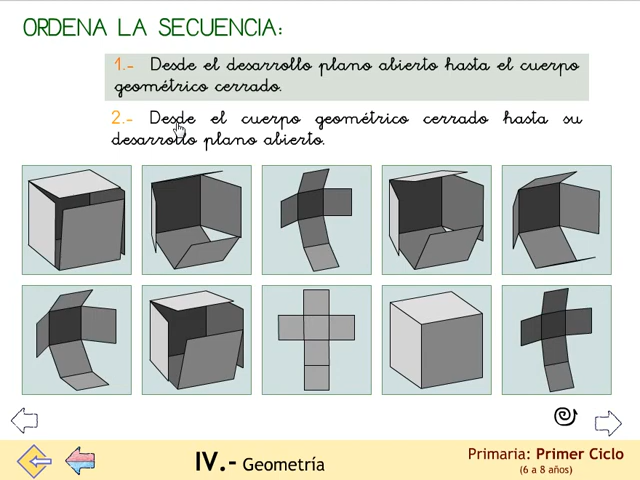 ORDENA LA SECUENCIA:
1.- Desde el desarrollo plano abierto hasta el cuerpo
geométrico cerrado.
2.- Desde el cuerpo geométrico cerrado hasta su
desarrollo plano abierto.
IV.- Geometría
Primaria: Primer Ciclo
(6 a 8 años)